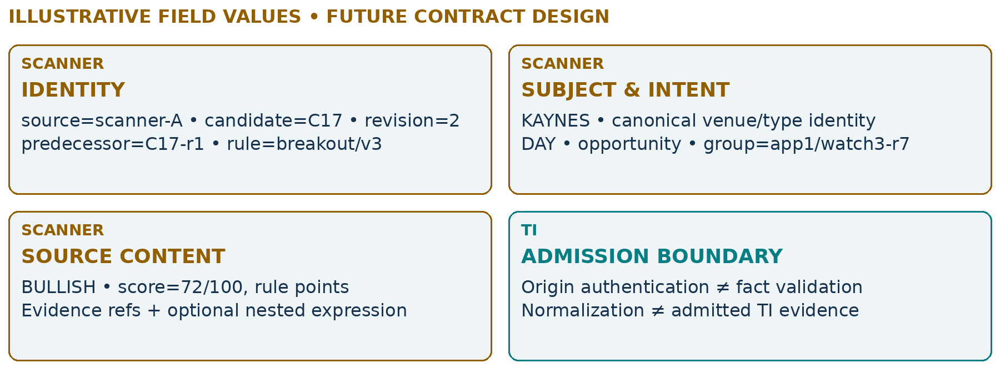 ILLUSTRATIVE FIELD VALUES • FUTURE CONTRACT DESIGN
SCANNER
IDENTITY
source=scanner-A • candidate=C17 • revision=2
predecessor=C17-r1 • rule=breakout/v3
SCANNER
SUBJECT & INTENT
KAYNES • canonical venue/type identity
DAY • opportunity • group=app1/watch3-r7
SCANNER
SOURCE CONTENT
BULLISH • score=72/100, rule points
Evidence refs + optional nested expression
TI
ADMISSION BOUNDARY
Origin authentication ≠ fact validation
Normalization ≠ admitted TI evidence